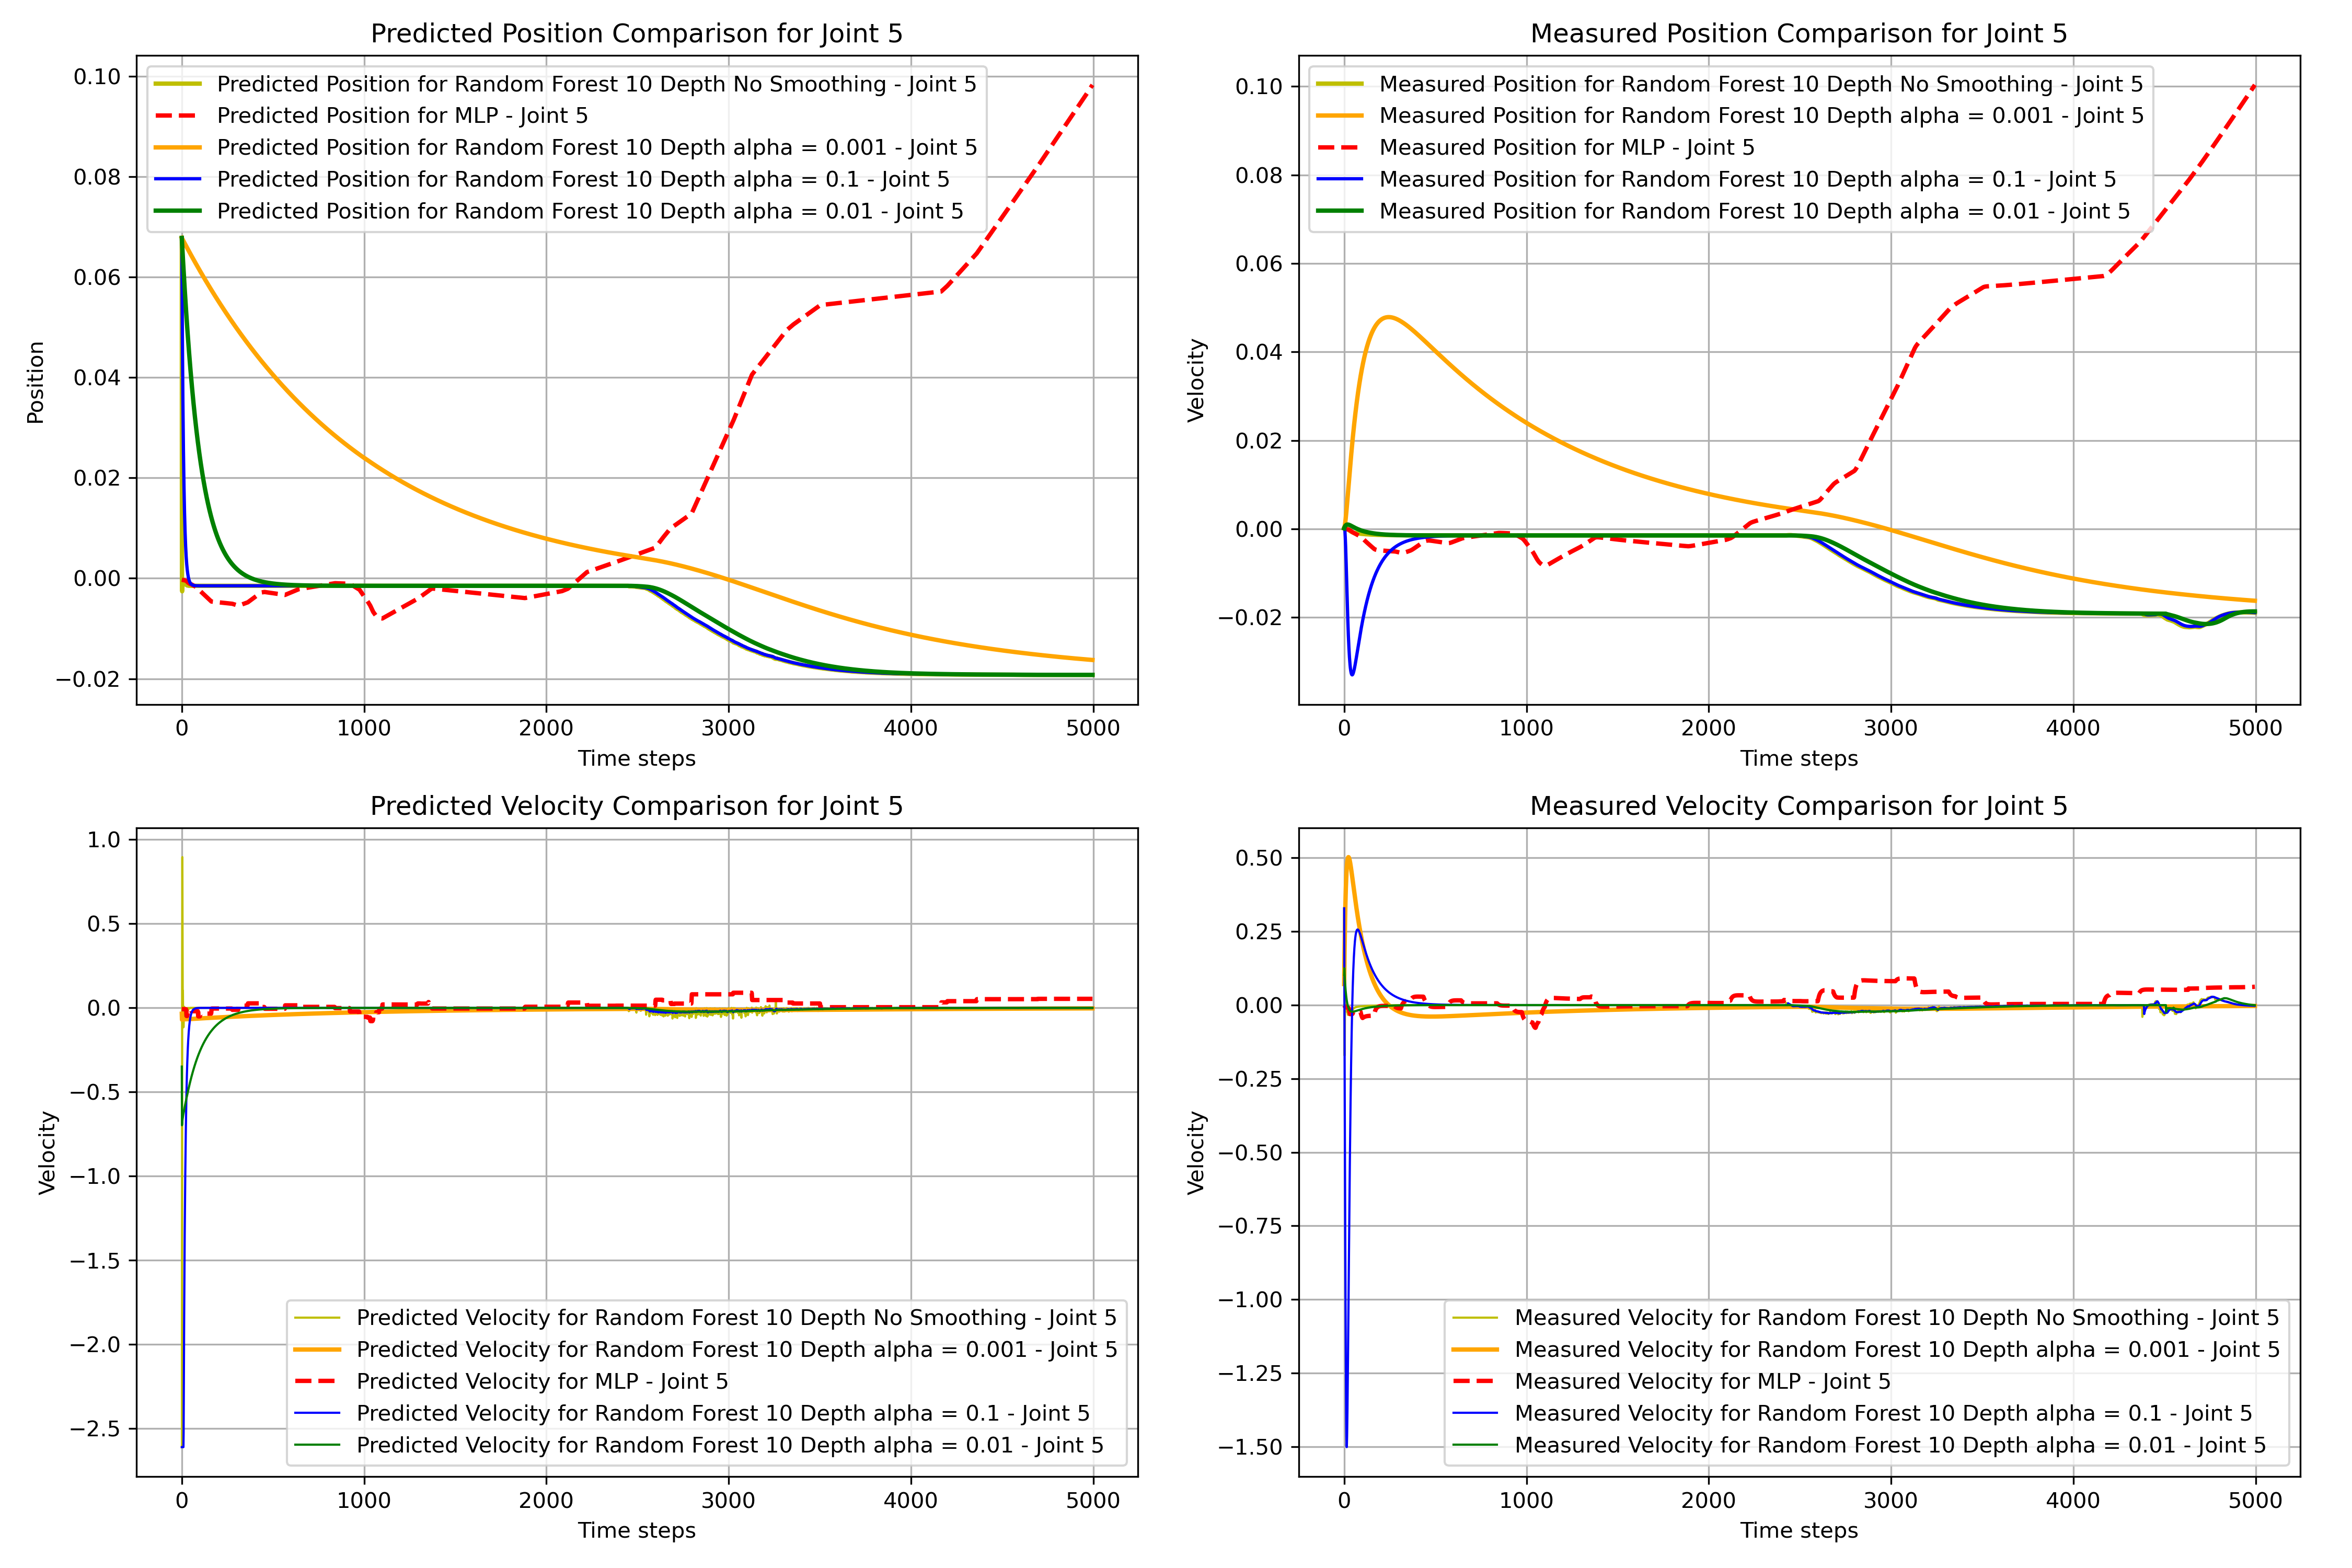 Predicted Position Comparison for Joint 5
Position
0.10
0.08
0.06
0.04
0.02
0.00
−0.02
Predicted Position for Random Forest 10 Depth No Smoothing - Joint 5
Predicted Position for MLP - Joint 5
Predicted Position for Random Forest 10 Depth alpha = 0.001 - Joint 5
Predicted Position for Random Forest 10 Depth alpha = 0.1 - Joint 5
Predicted Position for Random Forest 10 Depth alpha = 0.01 - Joint 5
0 1000 2000 3000 4000 5000
Time steps
Measured Position Comparison for Joint 5
Velocity
0.10
0.08
0.06
0.04
0.02
0.00
−0.02
Measured Position for Random Forest 10 Depth No Smoothing - Joint 5
Measured Position for Random Forest 10 Depth alpha = 0.001 - Joint 5
Measured Position for MLP - Joint 5
Measured Position for Random Forest 10 Depth alpha = 0.1 - Joint 5
Measured Position for Random Forest 10 Depth alpha = 0.01 - Joint 5
0 1000 2000 3000 4000 5000
Time steps
Predicted Velocity Comparison for Joint 5
Velocity
1.0
0.5
0.0
−0.5
−1.0
−1.5
−2.0
−2.5
Predicted Velocity for Random Forest 10 Depth No Smoothing - Joint 5
Predicted Velocity for Random Forest 10 Depth alpha = 0.001 - Joint 5
Predicted Velocity for MLP - Joint 5
Predicted Velocity for Random Forest 10 Depth alpha = 0.1 - Joint 5
Predicted Velocity for Random Forest 10 Depth alpha = 0.01 - Joint 5
0 1000 2000 3000 4000 5000
Time steps
Measured Velocity Comparison for Joint 5
Velocity
0.50
0.25
0.00
−0.25
−0.50
−0.75
−1.00
−1.25
−1.50
Measured Velocity for Random Forest 10 Depth No Smoothing - Joint 5
Measured Velocity for Random Forest 10 Depth alpha = 0.001 - Joint 5
Measured Velocity for MLP - Joint 5
Measured Velocity for Random Forest 10 Depth alpha = 0.1 - Joint 5
Measured Velocity for Random Forest 10 Depth alpha = 0.01 - Joint 5
0 1000 2000 3000 4000 5000
Time steps